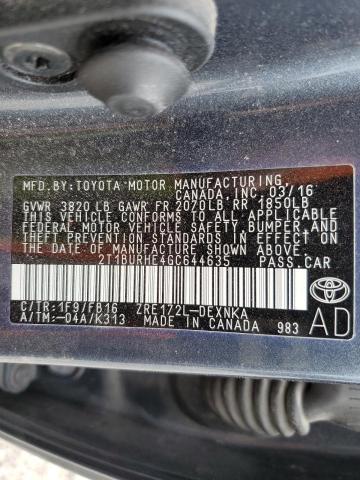 MFD.BY:TOYOTA MOTOR MANUFACTURING
CANADA,INC. 03/16
GVWR 3820 LB GAWR FR 2070LB RR 1850LB
THIS VEHICLE CONFORMS TO ALL APPLICABLE
FEDERAL MOTOR VEHICLE SAFETY, BUMPER, AND
THEFT PREVENTION STANDARDS IN EFFECT ON
THE DATE OF MANUFACTURE SHOWN ABOVE.
2T1BURHE4GC644635 PASS.CAR
C/TR:1F9/FB16 ZRE172L-DEXNKA
A/TM:-04A/K313 MADE IN CANADA 983
AD